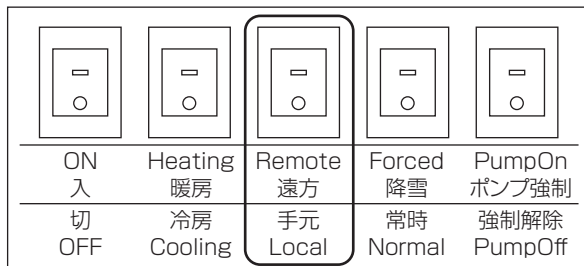 ON Heating Remote Forced PumpOn
入 暖房 遠方 降雪 ポンプ強制
切 冷房 手元 常時 強制解除
OFF Cooling Local Normal PumpOff